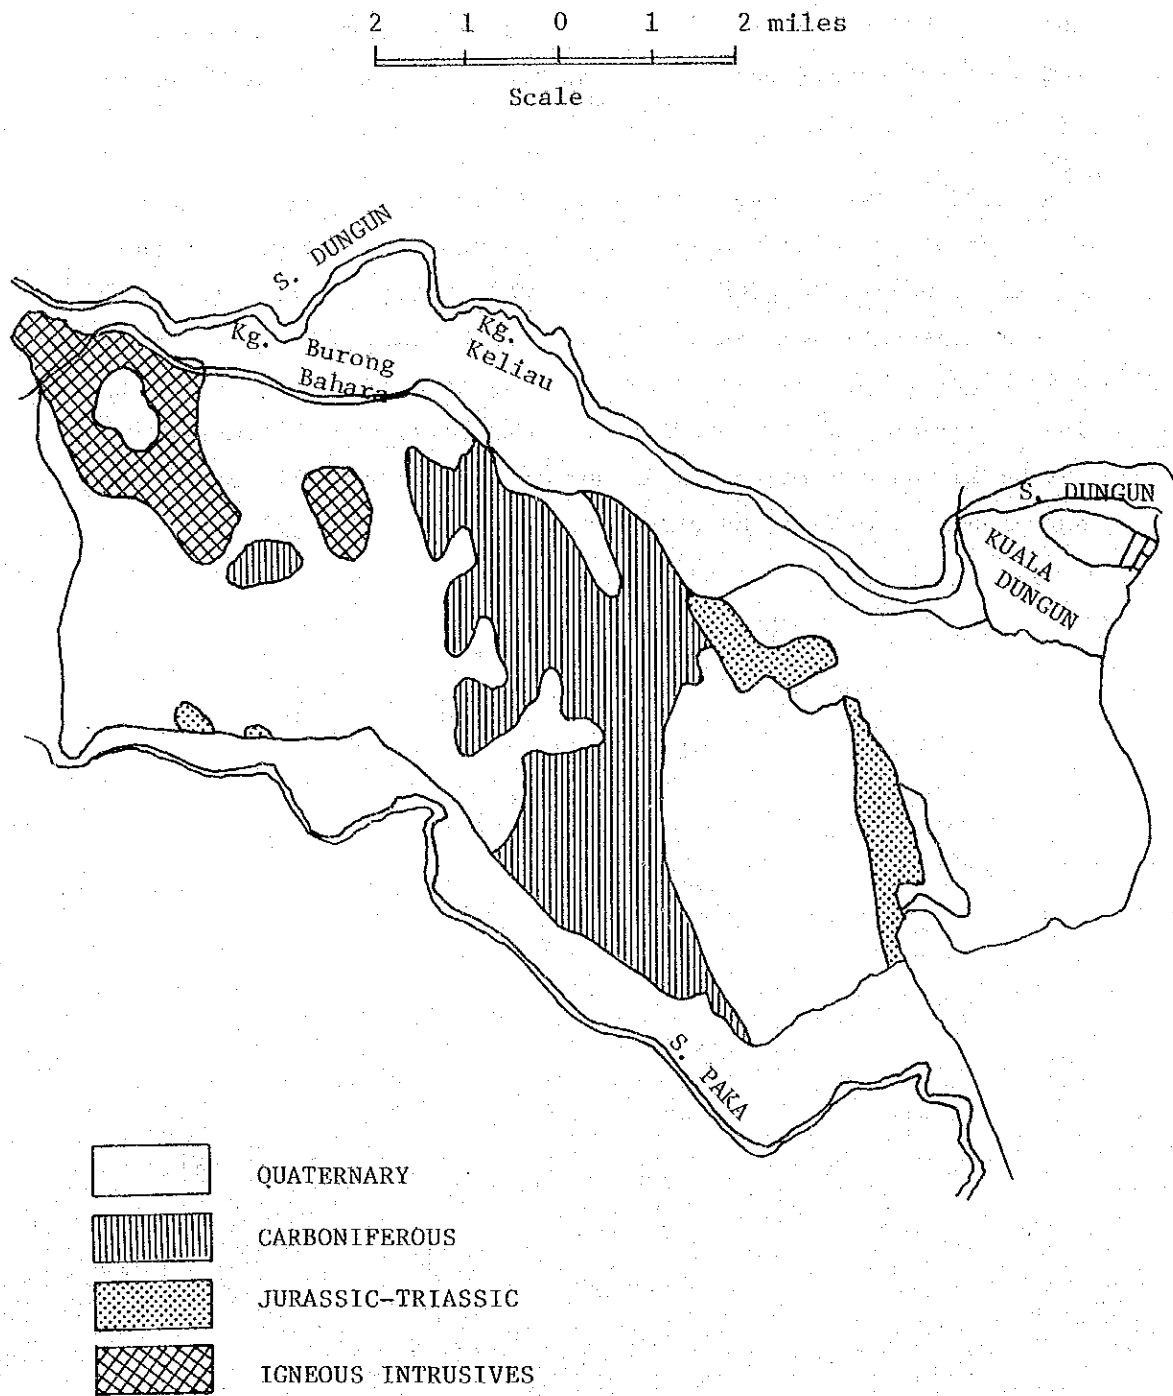 2 1 0 1 2 miles
Scale
S. DUNGUN
Kg. Burong
Bahara
Kg.
Keliau
S. DUNGUN
KUALA
DUNGUN
S. PAKA
QUATERNARY
CARBONIFEROUS
JURASSIC-TRIASSIC
IGNEOUS INTRUSIVES